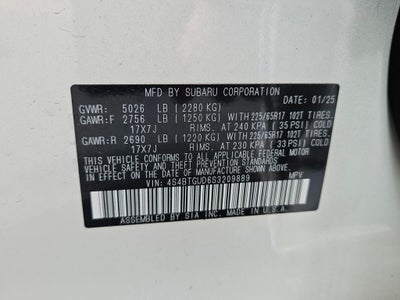 MFD. BY SUBARU CORPORATION DATE: 01/25
GVWR: 5026 LB (2280 KG)
GAWR:F 2756 LB (1250 KG) WITH 225/65R17 102T TIRES,
17X7J RIMS, AT 240 KPA ( 35 PSI) COLD
GAWR:R 2690 LB (1220 KG) WITH 225/65R17 102T TIRES,
17X7J RIMS, AT 230 KPA ( 33 PSI) COLD
THIS VEHICLE CONFORMS TO ALL APPLICABLE U.S. FEDERAL MOTOR
VEHICLE SAFETY STANDARDS IN EFFECT ON THE
DATE OF MANUFACTURE SHOWN ABOVE.
VIN: 4S4BTGUD6S3209889 MPV
ASSEMBLED BY SIA INC. MADE IN U.S.A.